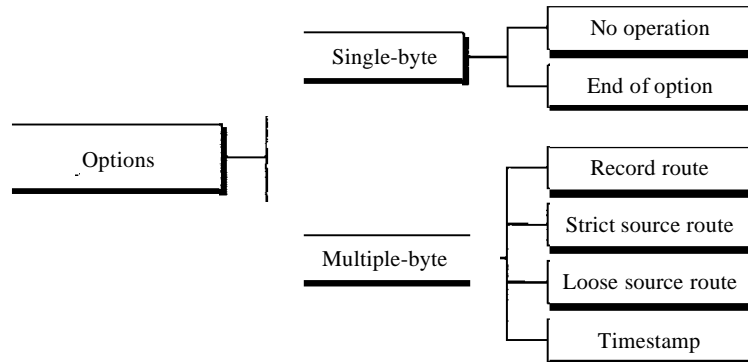 No operation
Single-byte
End of option
Options
Record route
Strict source route
Multiple-byte
Loose source route
Timestamp